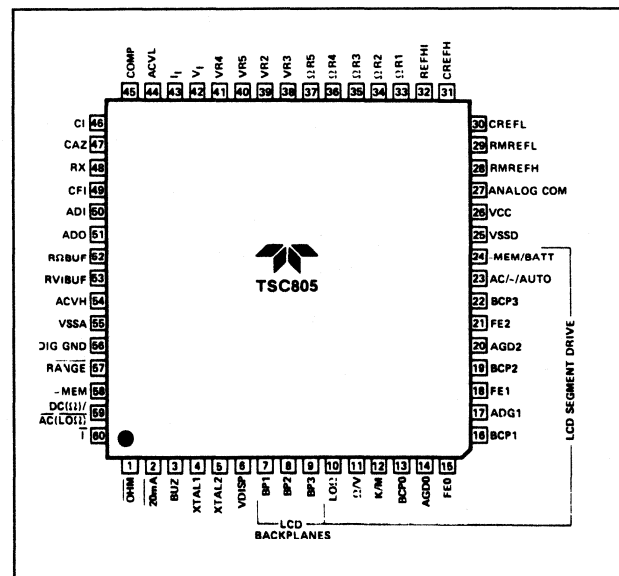 COMP ACVL I_I V_I VR4 VR5 VR2 VR3 ΩR5 ΩR4 ΩR3 ΩR2 ΩR1 REFHI CREFH
45 44 43 42 41 40 39 38 37 36 35 34 33 32 31
CI 46
CAZ 47
RX 48
CFI 49
ADI 50
ADO 51
RΩBUF 52
RVIBUF 53
ACVH 54
VSSA 55
DIG GND 56
RANGE 57
-MEM 58
DC(Ω)/
AC(LOΩ) 59
I 60
TSC805
30 CREFL
29 RMREFL
28 RMREFH
27 ANALOG COM
26 VCC
25 VSSD
24 -MEM/BATT
23 AC/-/AUTO
22 BCP3
21 FE2
20 AGD2
19 BCP2
18 FE1
17 ADG1
16 BCP1
LCD SEGMENT DRIVE
1 2 3 4 5 6 7 8 9 10 11 12 13 14 15
OHM 20mA BUZ XTAL1 XTAL2 VDISP BP1 BP2 BP3 LOΩ Ω/V K/M BCP0 AGD0 FE0
LCD
BACKPLANES